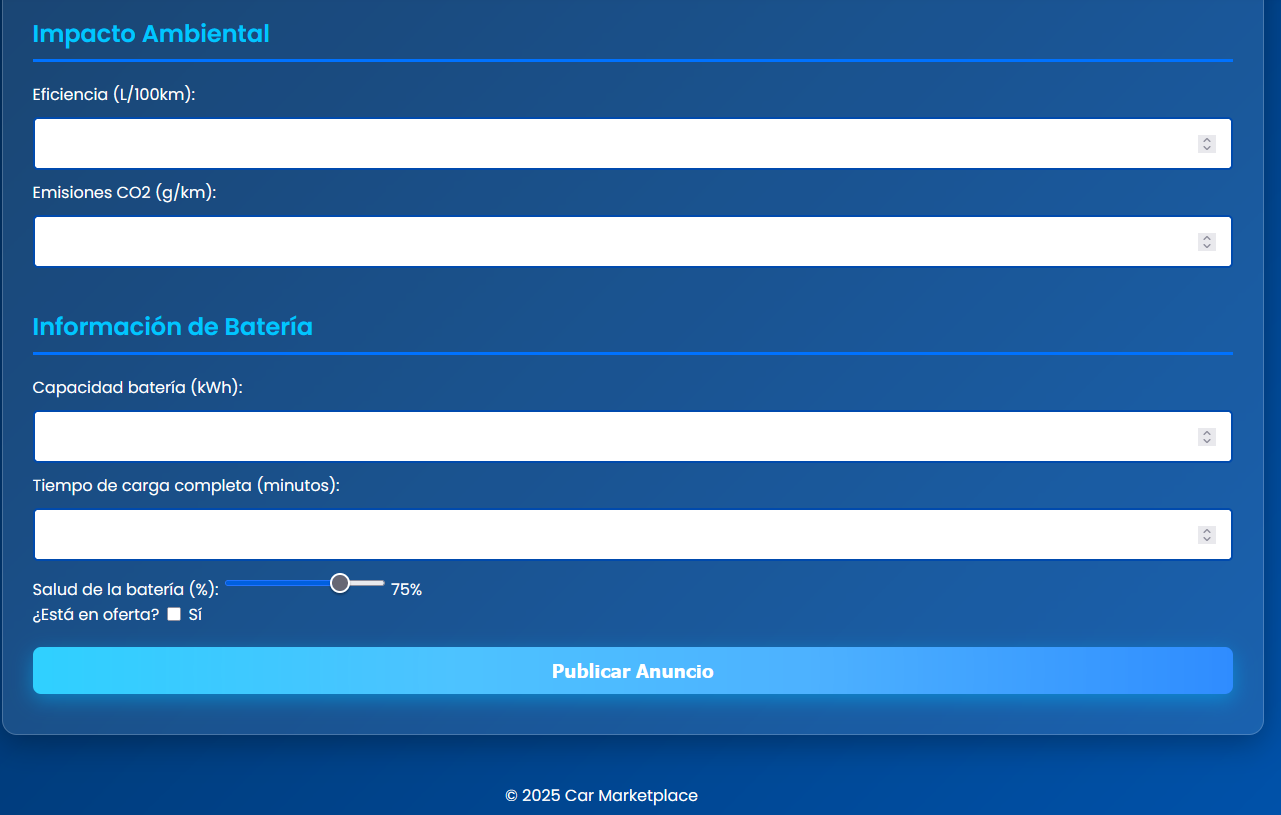 Impacto Ambiental
Eficiencia (L/100km):
Emisiones CO2 (g/km):
Información de Batería
Capacidad batería (kWh):
Tiempo de carga completa (minutos):
Salud de la batería (%): 75%
¿Está en oferta? Sí
Publicar Anuncio
© 2025 Car Marketplace